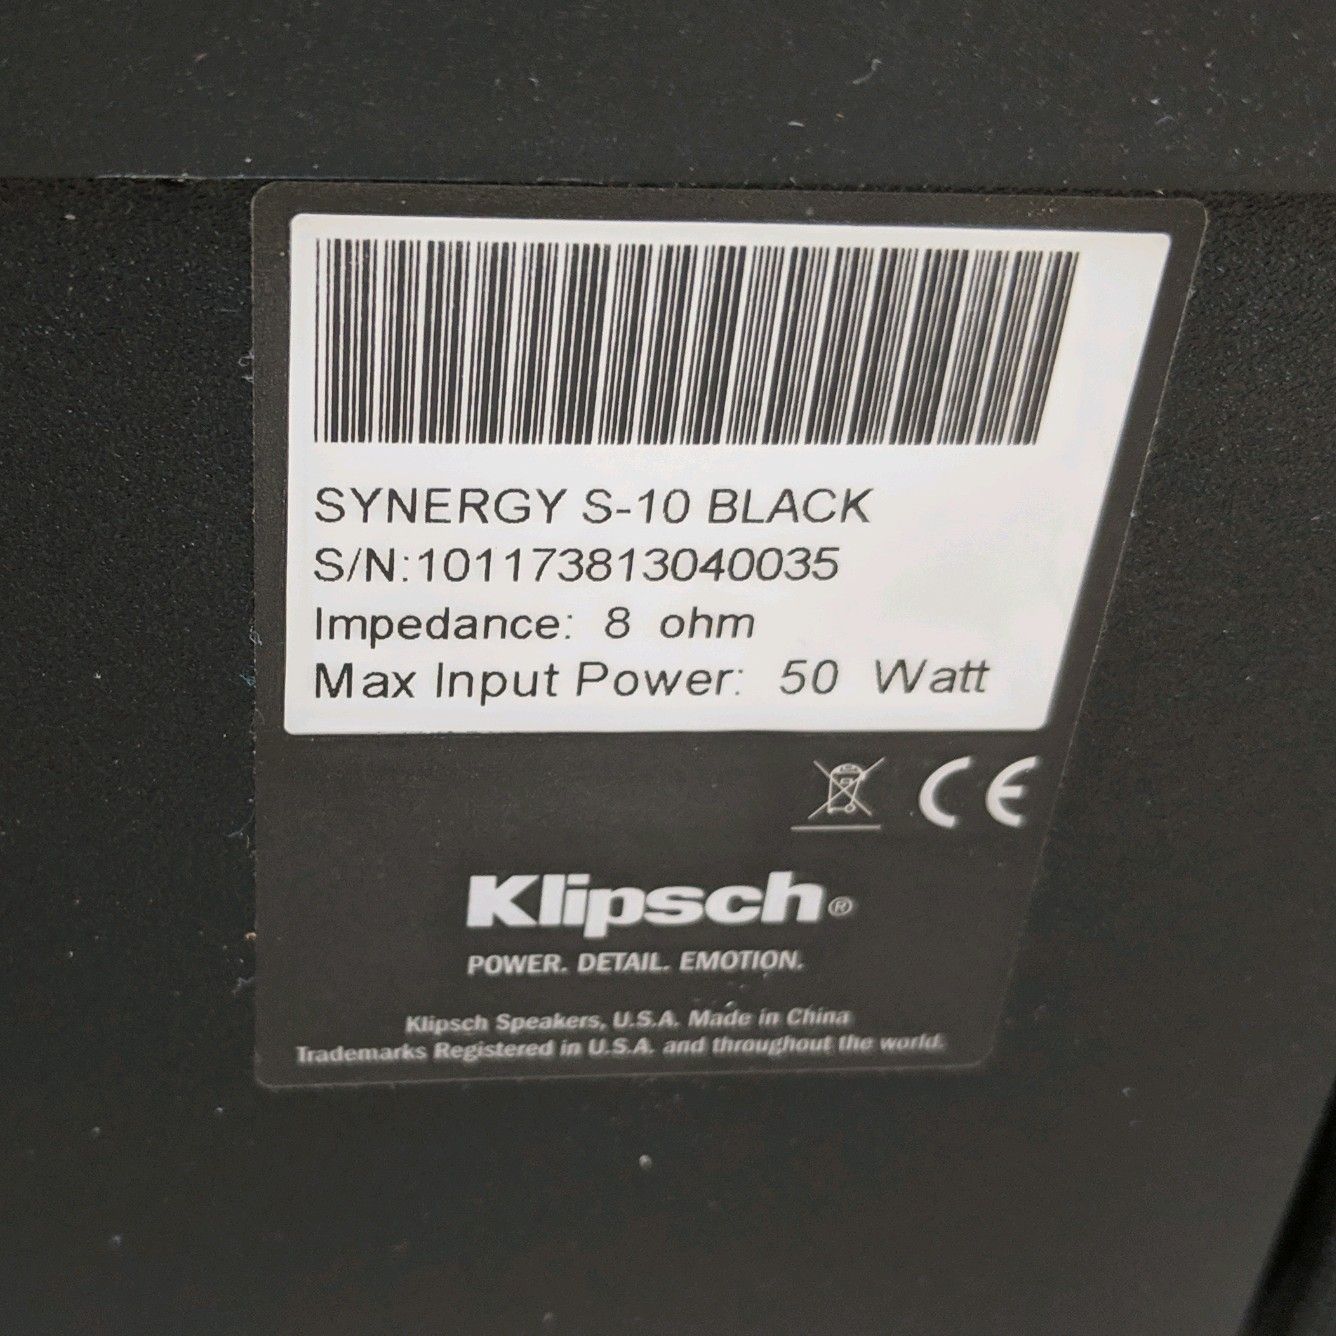 SYNERGY S-10 BLACK
S/N:101173813040035
Impedance: 8 ohm
Max Input Power: 50 Watt
CE
Klipsch®
POWER. DETAIL. EMOTION.
Klipsch Speakers, U.S.A. Made in China
Trademarks Registered in U.S.A. and throughout the world.